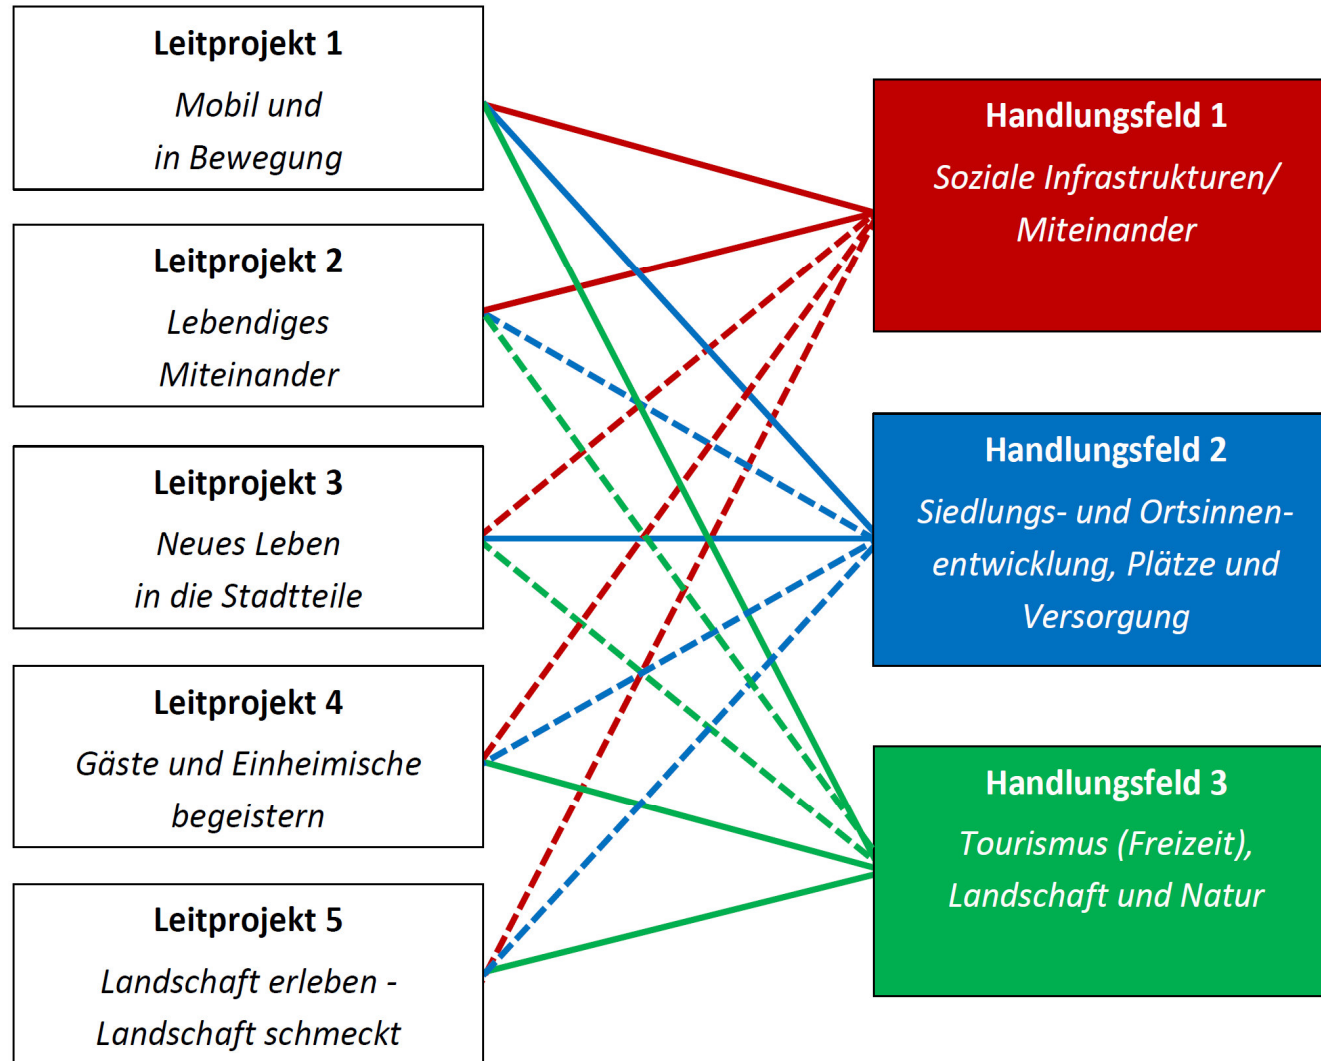 Leitprojekt 1
Mobil und
in Bewegung
Leitprojekt 2
Lebendiges
Miteinander
Leitprojekt 3
Neues Leben
in die Stadtteile
Leitprojekt 4
Gäste und Einheimische
begeistern
Leitprojekt 5
Landschaft erleben -
Landschaft schmeckt
Handlungsfeld 1
Soziale Infrastrukturen/
Miteinander
Handlungsfeld 2
Siedlungs- und Ortsinnen-
entwicklung, Plätze und
Versorgung
Handlungsfeld 3
Tourismus (Freizeit),
Landschaft und Natur